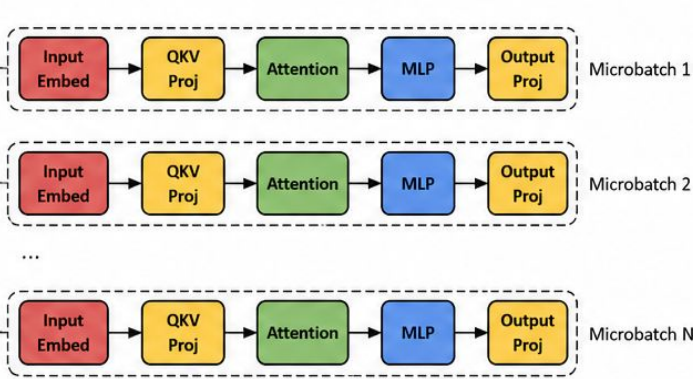 Input Embed QKV Proj Attention MLP Output Proj Microbatch 1
Input Embed QKV Proj Attention MLP Output Proj Microbatch 2
...
Input Embed QKV Proj Attention MLP Output Proj Microbatch N